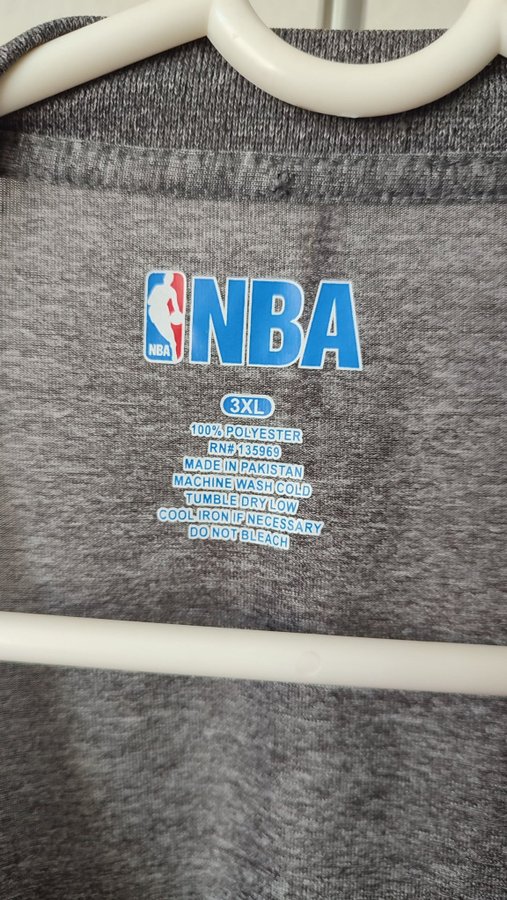 NBA
NBA
3XL
100% POLYESTER
RN# 135969
MADE IN PAKISTAN
MACHINE WASH COLD
TUMBLE DRY LOW
COOL IRON IF NECESSARY
DO NOT BLEACH